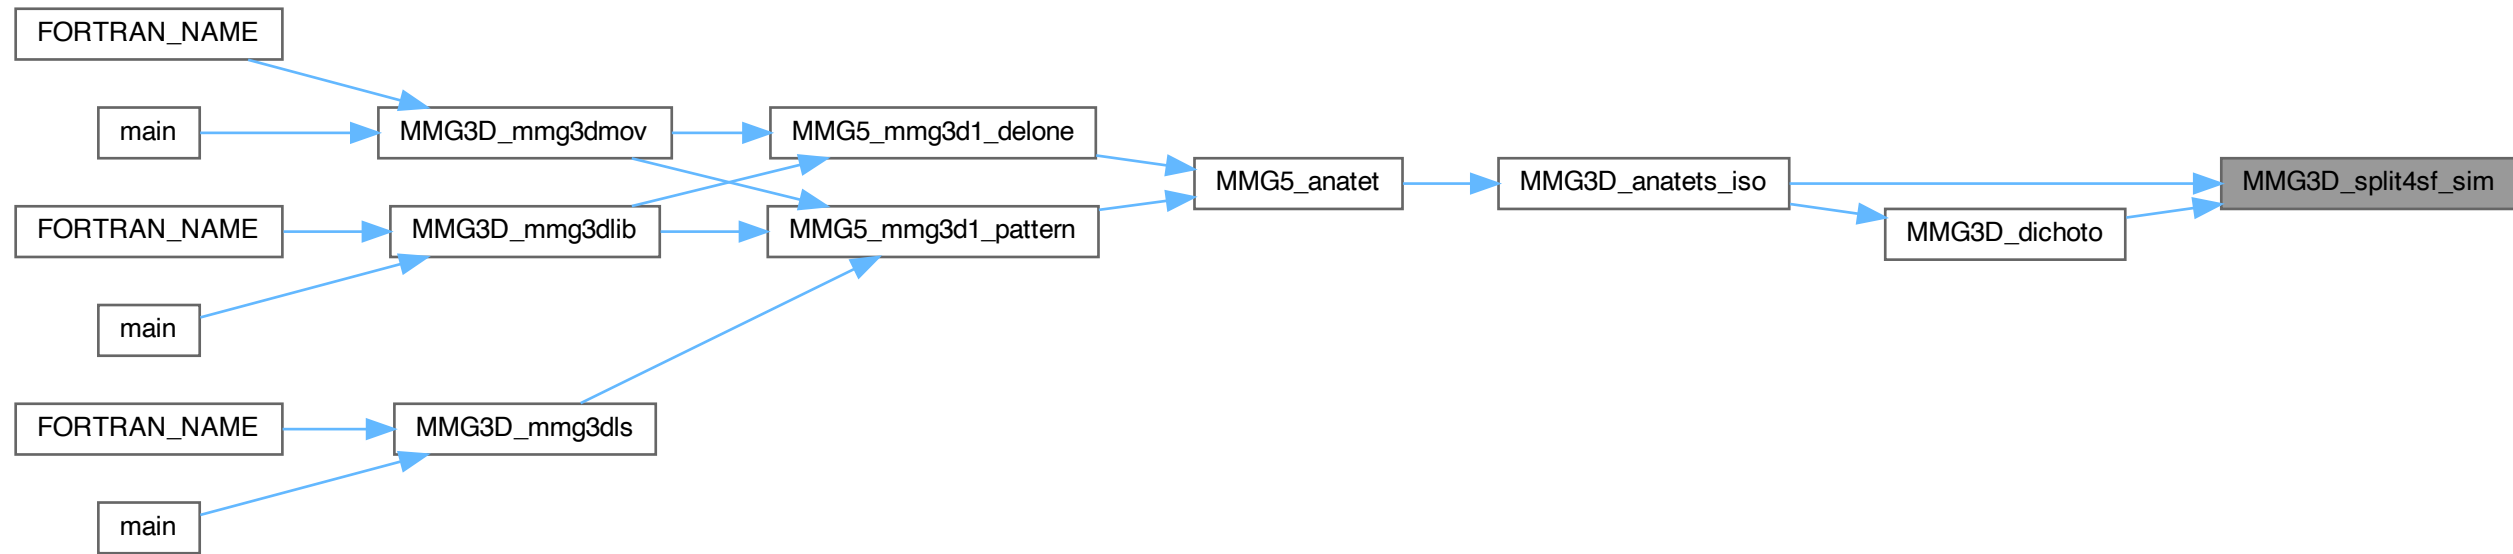 FORTRAN_NAME
main
MMG3D_mmg3dmov
MMG5_mmg3d1_delone
MMG5_anatet
MMG3D_anatets_iso
MMG3D_split4sf_sim
FORTRAN_NAME
MMG3D_mmg3dlib
MMG5_mmg3d1_pattern
MMG3D_dichoto
main
FORTRAN_NAME
MMG3D_mmg3dls
main